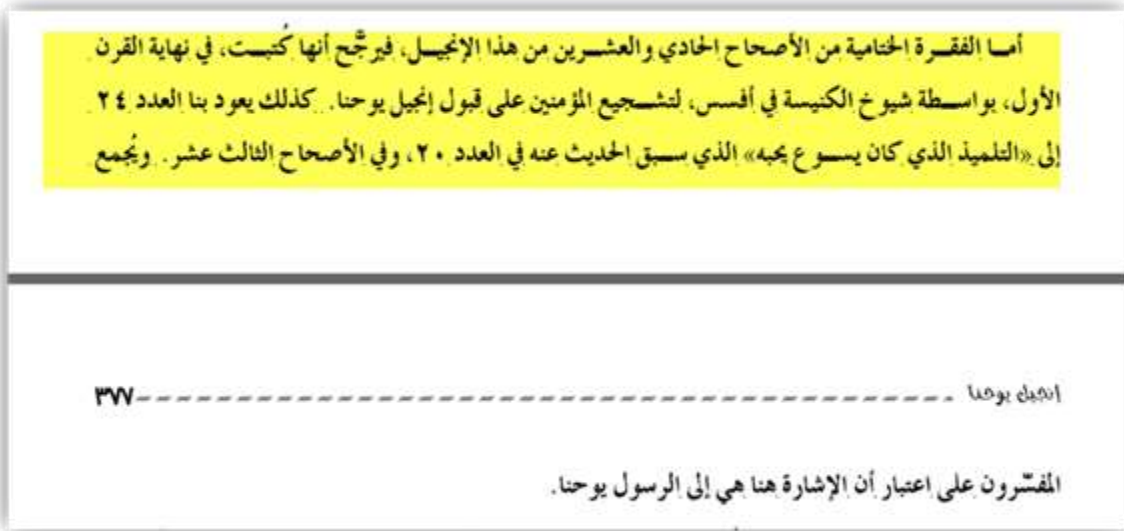 أما الفقرة الختامية من الأصحاح الحادي والعشرين من هذا الإنجيل، فيرجَّح أنها كُتبت، في نهاية القرن
الأول، بواسطة شيوخ الكنيسة في أفسس، لتشجيع المؤمنين على قبول إنجيل يوحنا. كذلك يعود بنا العدد ٢٤
إلى «التلميذ الذي كان يسوع يحبه» الذي سبق الحديث عنه في العدد ٢٠، وفي الأصحاح الثالث عشر. ويُجمع
إنجيل يوحنا ٣٧٧
المفسّرون على اعتبار أن الإشارة هنا هي إلى الرسول يوحنا.